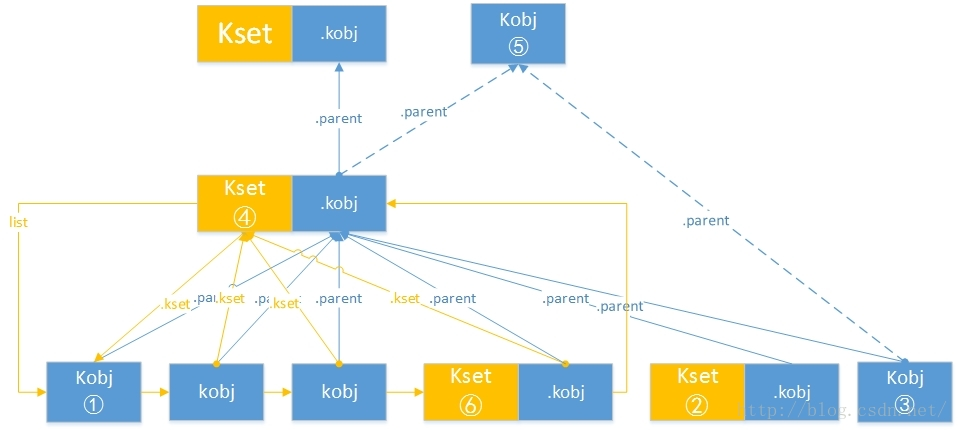 Kset
.kobj
Kobj
⑤
.parent
.parent
.parent
Kset
④
.kobj
list
.kset
.par
.kset
.pa
.kset
.parent
.kset
.parent
.parent
.parent
Kobj
①
kobj
kobj
Kset
⑥
.kobj
Kset
②
.kobj
Kobj
③
http://blog.csdn.net/